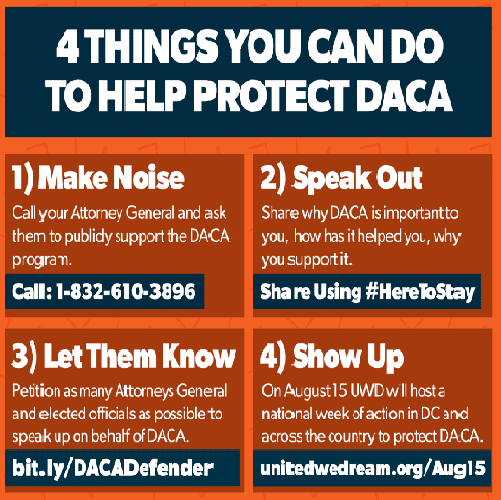 4 THINGS YOU CAN DO
TO HELP PROTECT DACA
1) Make Noise
Call your Attorney General and ask
them to publicly support the DACA
program.
Call: 1-832-610-3896
2) Speak Out
Share why DACA is important to
you, how has it helped you, why
you support it.
Share Using #HereToStay
3) Let Them Know
Petition as many Attorneys General
and elected officials as possible to
speak up on behalf of DACA.
bit.ly/DACADefender
4) Show Up
On August 15 UWD will host a
national week of action in DC and
across the country to protect DACA.
unitedwedream.org/Aug15